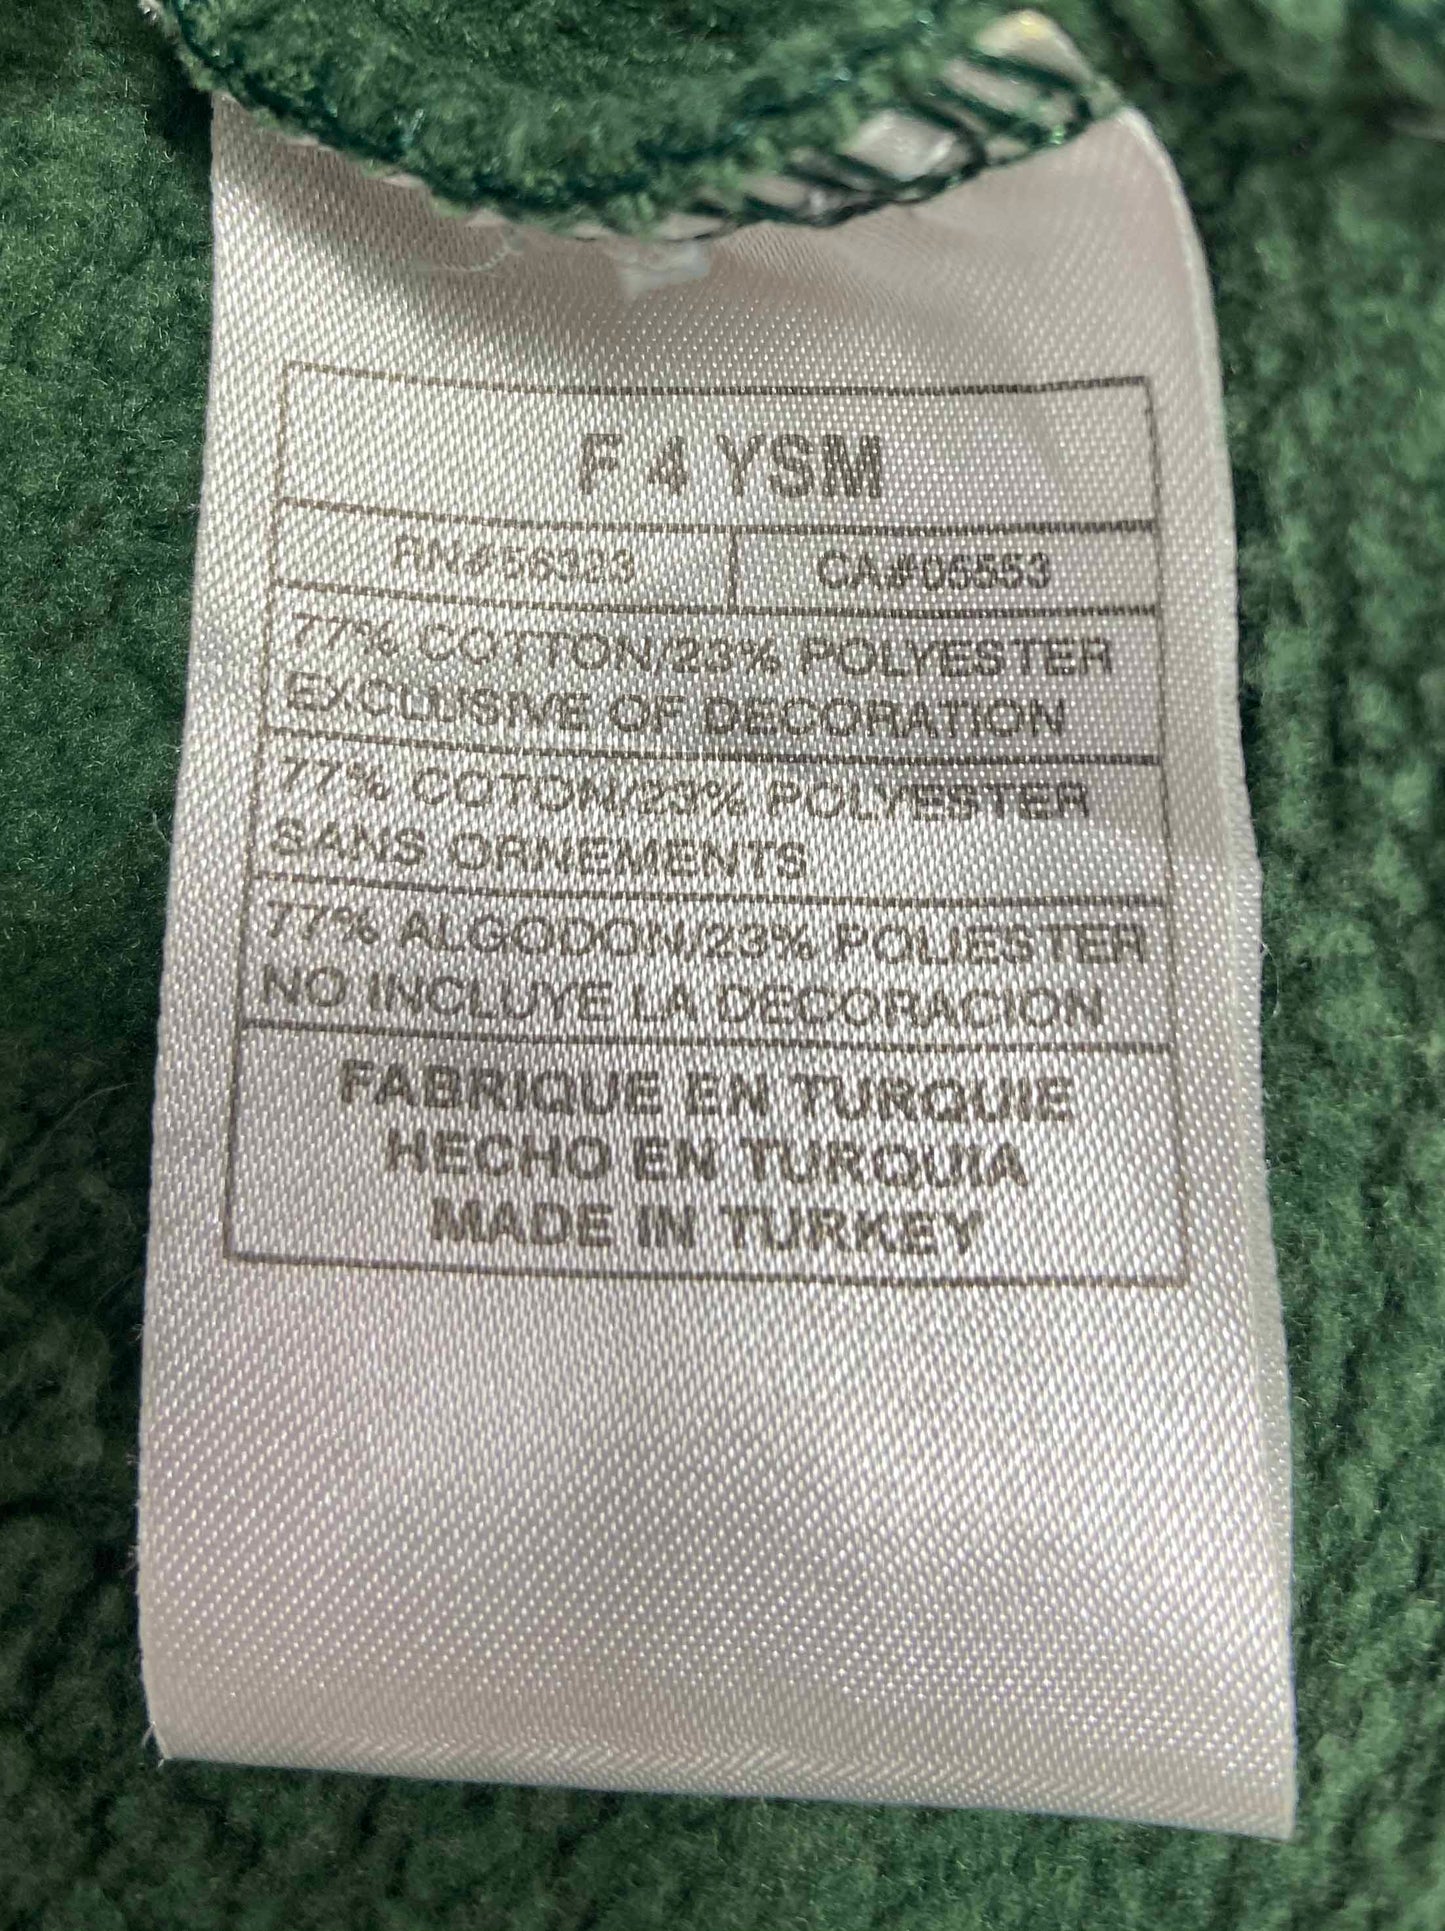 F 4 YSM
RN#56323
CA#05553
77% COTTON/23% POLYESTER
EXCLUSIVE OF DECORATION
77% COTON/23% POLYESTER
SANS ORNEMENTS
77% ALGODON/23% POLIESTER
NO INCLUYE LA DECORACION
FABRIQUE EN TURQUIE
HECHO EN TURQUIA
MADE IN TURKEY